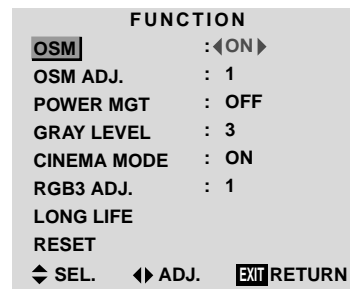 FUNCTION
OSM : ◀ON▶
OSM ADJ. : 1
POWER MGT : OFF
GRAY LEVEL : 3
CINEMA MODE : ON
RGB3 ADJ. : 1
LONG LIFE
RESET
SEL. ADJ. EXIT RETURN